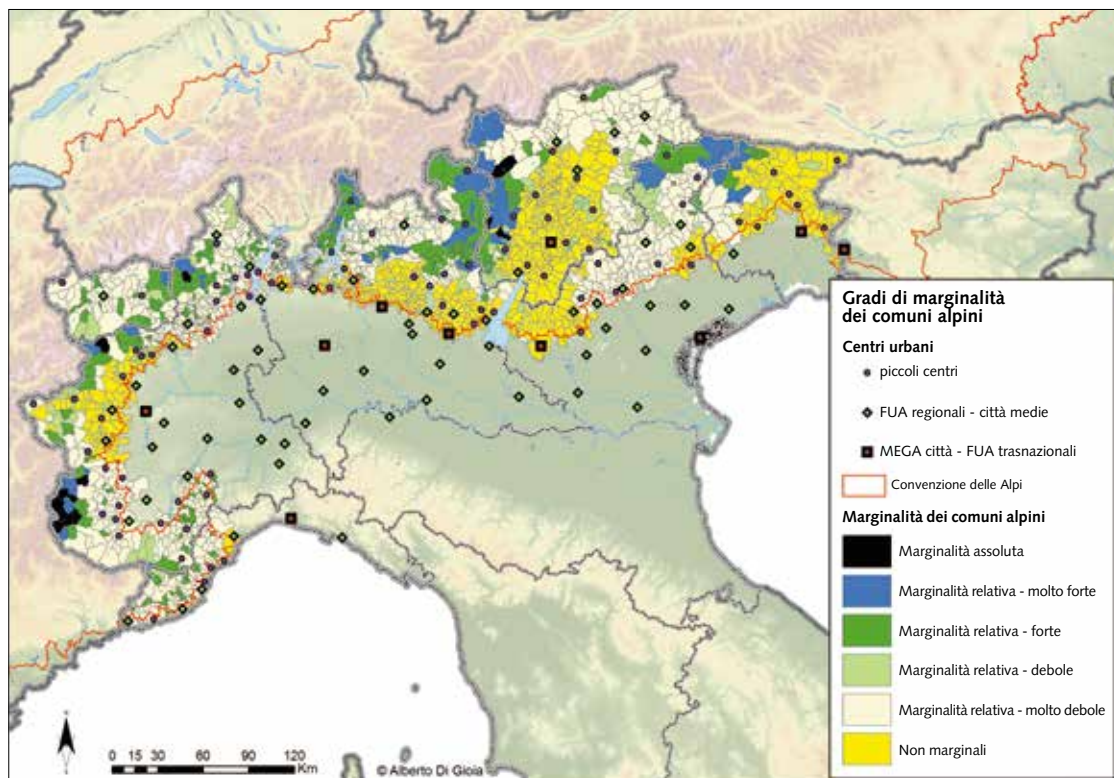 Gradi di marginalità
dei comuni alpini
Centri urbani
piccoli centri
FUA regionali - città medie
MEGA città - FUA trasnazionali
Convenzione delle Alpi
Marginalità dei comuni alpini
Marginalità assoluta
Marginalità relativa - molto forte
Marginalità relativa - forte
Marginalità relativa - debole
Marginalità relativa - molto debole
Non marginali
0 15 30 60 90 120
Km
© Alberto Di Gioia